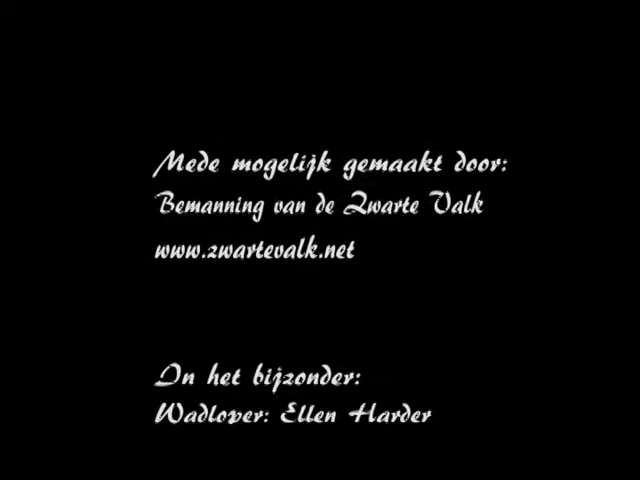 Mede mogelijk gemaakt door:
Bemanning van de Zwarte Valk
www.zwartevalk.net
In het bijzonder:
Wadloper: Ellen Harder